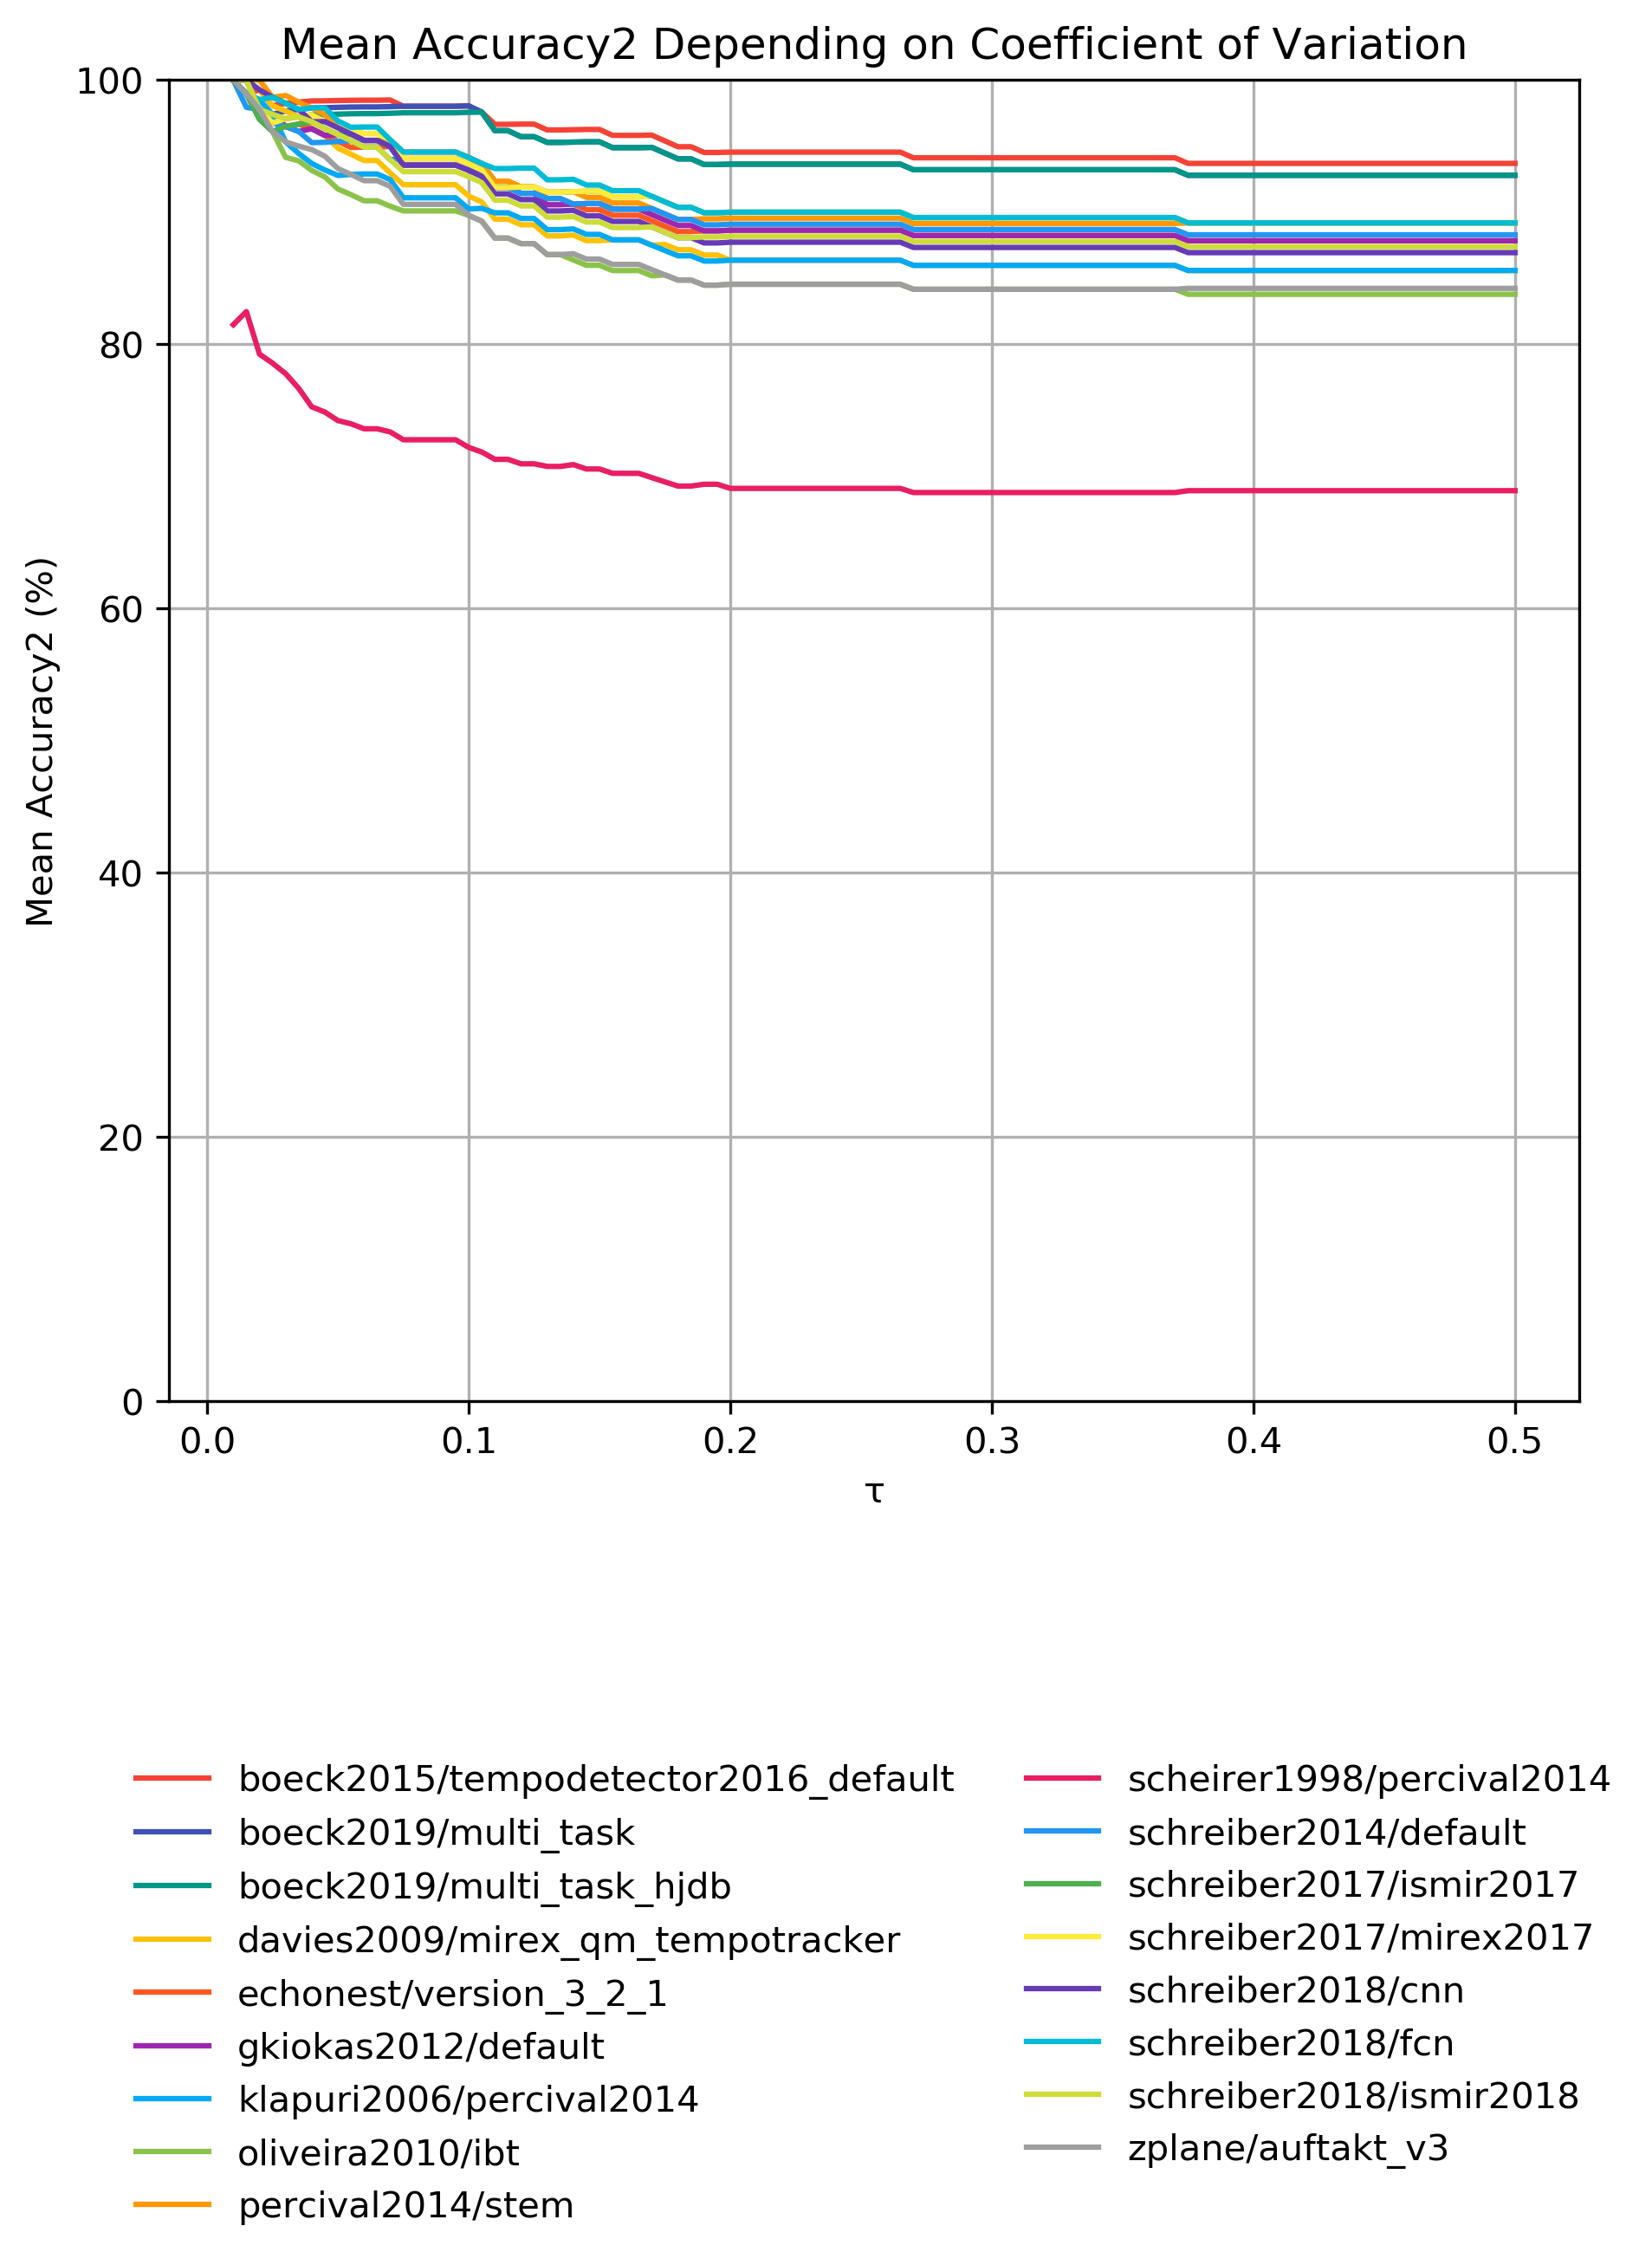 Mean Accuracy2 Depending on Coefficient of Variation
100
80
60
40
20
0
Mean Accuracy2 (%)
0.0 0.1 0.2 0.3 0.4 0.5
τ
boeck2015/tempodetector2016_default
boeck2019/multi_task
boeck2019/multi_task_hjdb
davies2009/mirex_qm_tempotracker
echonest/version_3_2_1
gkiokas2012/default
klapuri2006/percival2014
oliveira2010/ibt
percival2014/stem
scheirer1998/percival2014
schreiber2014/default
schreiber2017/ismir2017
schreiber2017/mirex2017
schreiber2018/cnn
schreiber2018/fcn
schreiber2018/ismir2018
zplane/auftakt_v3